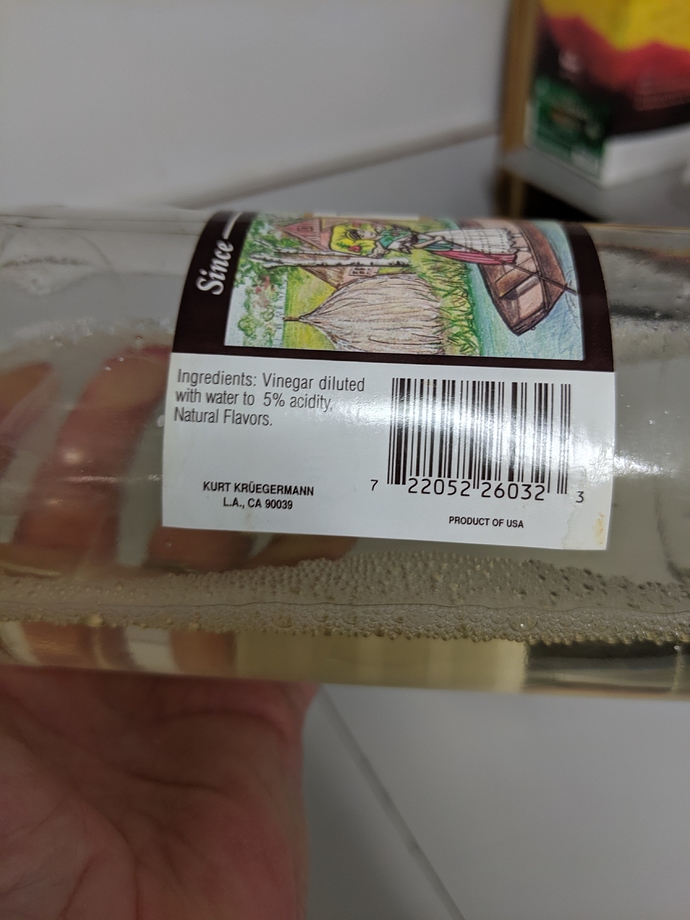 Since
Ingredients: Vinegar diluted
with water to 5% acidity,
Natural Flavors.
KURT KRÜEGERMANN
L.A., CA 90039
7 22052 26032 3
PRODUCT OF USA